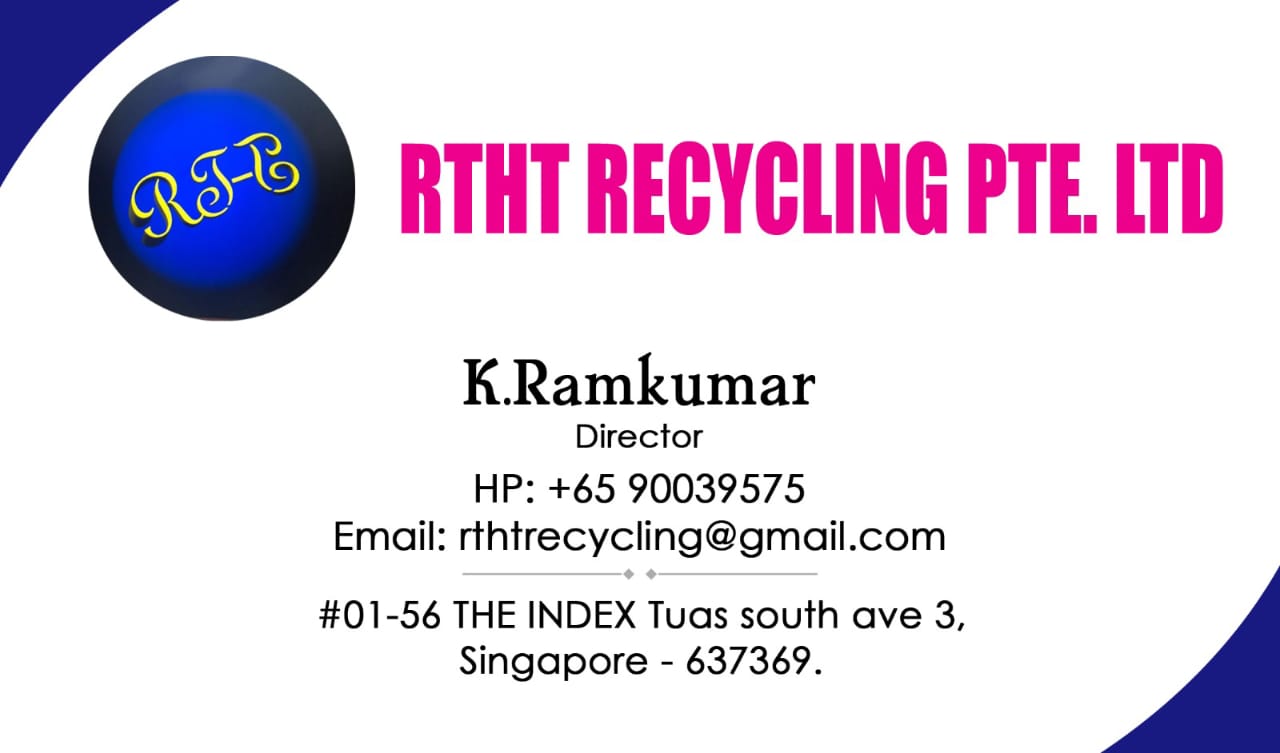 RTHT RECYCLING PTE. LTD
K.Ramkumar
Director
HP: +65 90039575
Email: rthtrecycling@gmail.com
#01-56 THE INDEX Tuas south ave 3,
Singapore - 637369.